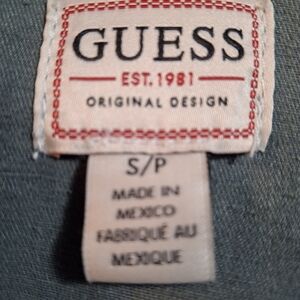 GUESS
EST. 1981
ORIGINAL DESIGN
S/P
MADE IN
MEXICO
FABRIQUÉ AU
MEXIQUE